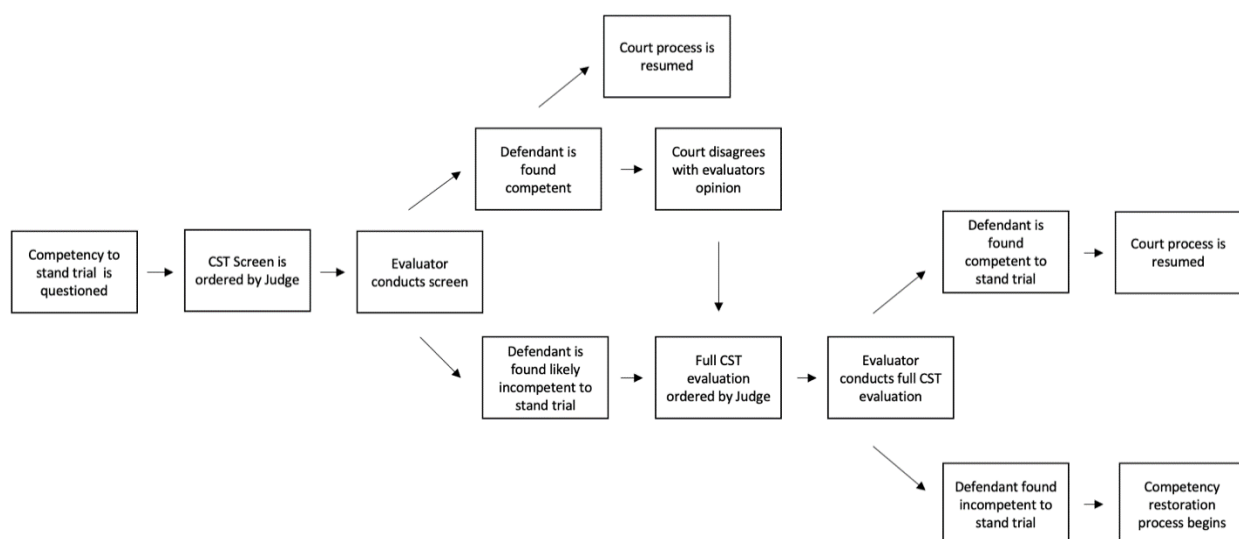 Court process is
resumed
Defendant is
found
competent
Court disagrees
with evaluators
opinion
Competency to
stand trial is
questioned
CST Screen is
ordered by Judge
Evaluator
conducts screen
Defendant is
found
competent to
stand trial
Court process is
resumed
Defendant is
found likely
incompetent to
stand trial
Full CST
evaluation
ordered by Judge
Evaluator
conducts full CST
evaluation
Defendant found
incompetent to
stand trial
Competency
restoration
process begins